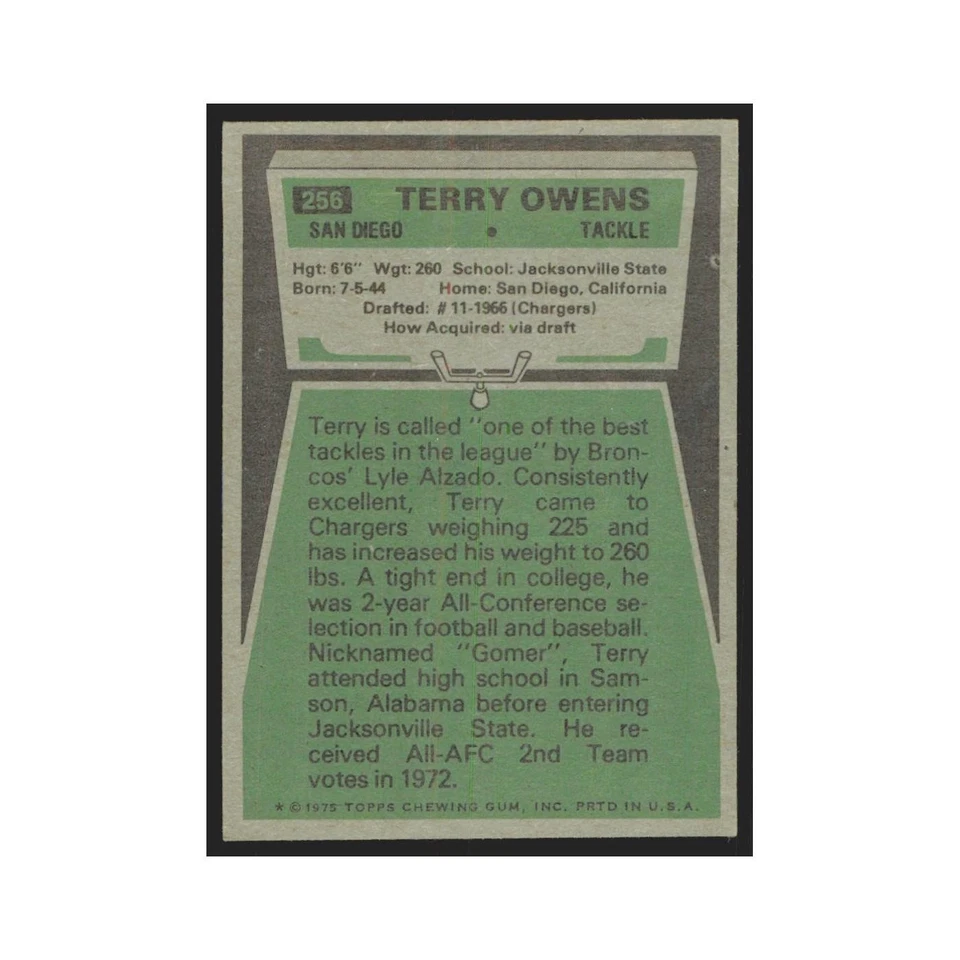 256 TERRY OWENS
SAN DIEGO • TACKLE
Hgt: 6'6" Wgt: 260 School: Jacksonville State
Born: 7-5-44 Home: San Diego, California
Drafted: #11-1966 (Chargers)
How Acquired: via draft
Terry is called "one of the best
tackles in the league" by Bron-
cos' Lyle Alzado. Consistently
excellent, Terry came to
Chargers weighing 225 and
has increased his weight to 260
lbs. A tight end in college, he
was 2-year All-Conference se-
lection in football and baseball.
Nicknamed "Gomer", Terry
attended high school in Sam-
son, Alabama before entering
Jacksonville State. He re-
ceived All-AFC 2nd Team
votes in 1972.
* © 1975 TOPPS CHEWING GUM, INC. PRTD IN U.S.A.